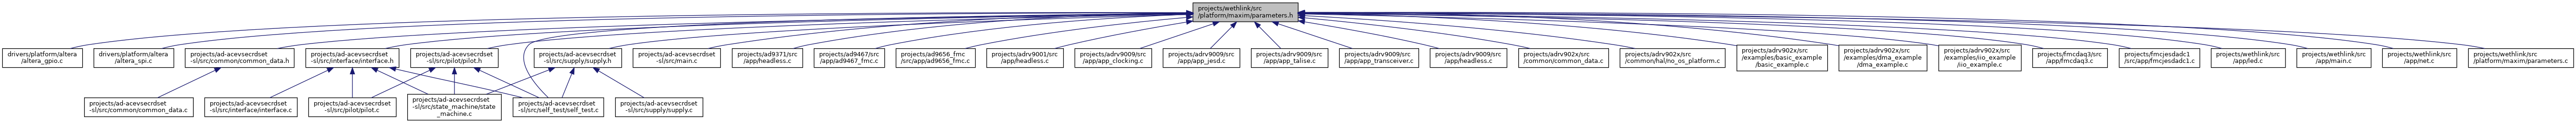 projects/wethlink/src
/platform/maxim/parameters.h
drivers/platform/altera
/altera_gpio.c
drivers/platform/altera
/altera_spi.c
projects/ad-acevsecrdset
-sl/src/common/common_data.h
projects/ad-acevsecrdset
-sl/src/interface/interface.h
projects/ad-acevsecrdset
-sl/src/pilot/pilot.h
projects/ad-acevsecrdset
-sl/src/supply/supply.h
projects/ad-acevsecrdset
-sl/src/main.c
projects/ad9371/src
/app/headless.c
projects/ad9467/src
/app/ad9467_fmc.c
projects/ad9656_fmc
/src/app/ad9656_fmc.c
projects/adrv9001/src
/app/headless.c
projects/adrv9009/src
/app/app_clocking.c
projects/adrv9009/src
/app/app_jesd.c
projects/adrv9009/src
/app/app_talise.c
projects/adrv9009/src
/app/app_transceiver.c
projects/adrv9009/src
/app/headless.c
projects/adrv902x/src
/common/common_data.c
projects/adrv902x/src
/common/hal/no_os_platform.c
projects/adrv902x/src
/examples/basic_example
/basic_example.c
projects/adrv902x/src
/examples/dma_example
/dma_example.c
projects/adrv902x/src
/examples/iio_example
/iio_example.c
projects/fmcdaq3/src
/app/fmcdaq3.c
projects/fmcjesdadc1
/src/app/fmcjesdadc1.c
projects/wethlink/src
/app/led.c
projects/wethlink/src
/app/main.c
projects/wethlink/src
/app/net.c
projects/wethlink/src
/platform/maxim/parameters.c
projects/ad-acevsecrdset
-sl/src/common/common_data.c
projects/ad-acevsecrdset
-sl/src/interface/interface.c
projects/ad-acevsecrdset
-sl/src/pilot/pilot.c
projects/ad-acevsecrdset
-sl/src/state_machine/state
_machine.c
projects/ad-acevsecrdset
-sl/src/self_test/self_test.c
projects/ad-acevsecrdset
-sl/src/supply/supply.c